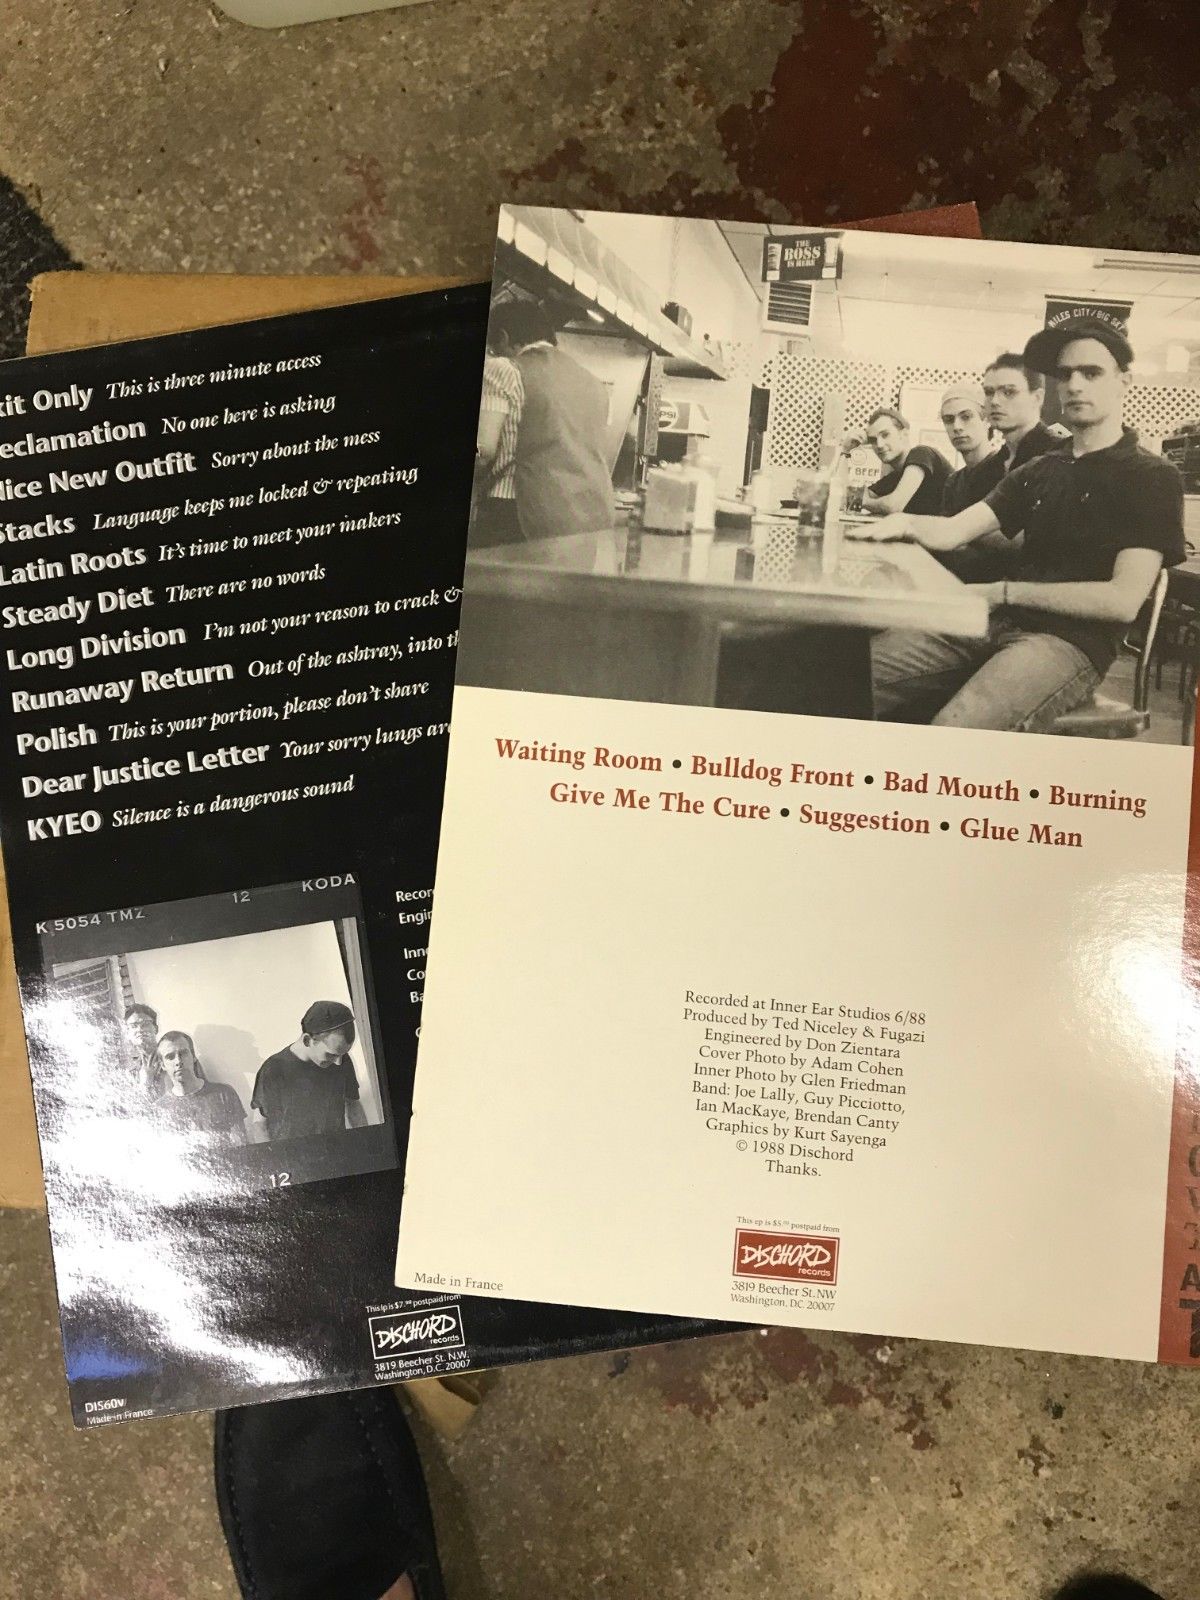 xit Only This is three minute access
eclamation No one here is asking
Nice New Outfit Sorry about the mess
Stacks Language keeps me locked & repeating
Latin Roots It's time to meet your makers
Steady Diet There are no words
Long Division I'm not your reason to crack &
Runaway Return Out of the ashtray, into th
Polish This is your portion, please don't share
Dear Justice Letter Your sorry lungs are
KYEO Silence is a dangerous sound
K 5054 TMZ 12 KODA
12
Recor
Engin
Inne
Co
Ba
This lp is $7.00 postpaid from
DISCHORD
records
3819 Beecher St. N.W.
Washington, D.C. 20007
DIS60v
Made in France
THE
BOSS
IS HERE
MILES CITY/BIG SKY
PSI
T BEEF
Waiting Room • Bulldog Front • Bad Mouth • Burning
Give Me The Cure • Suggestion • Glue Man
Recorded at Inner Ear Studios 6/88
Produced by Ted Niceley & Fugazi
Engineered by Don Zientara
Cover Photo by Adam Cohen
Inner Photo by Glen Friedman
Band: Joe Lally, Guy Picciotto,
Ian MacKaye, Brendan Canty
Graphics by Kurt Sayenga
© 1988 Dischord
Thanks.
This ep is $5.00 postpaid from
DISCHORD
records
3819 Beecher St. NW
Washington, DC 20007
Made in France